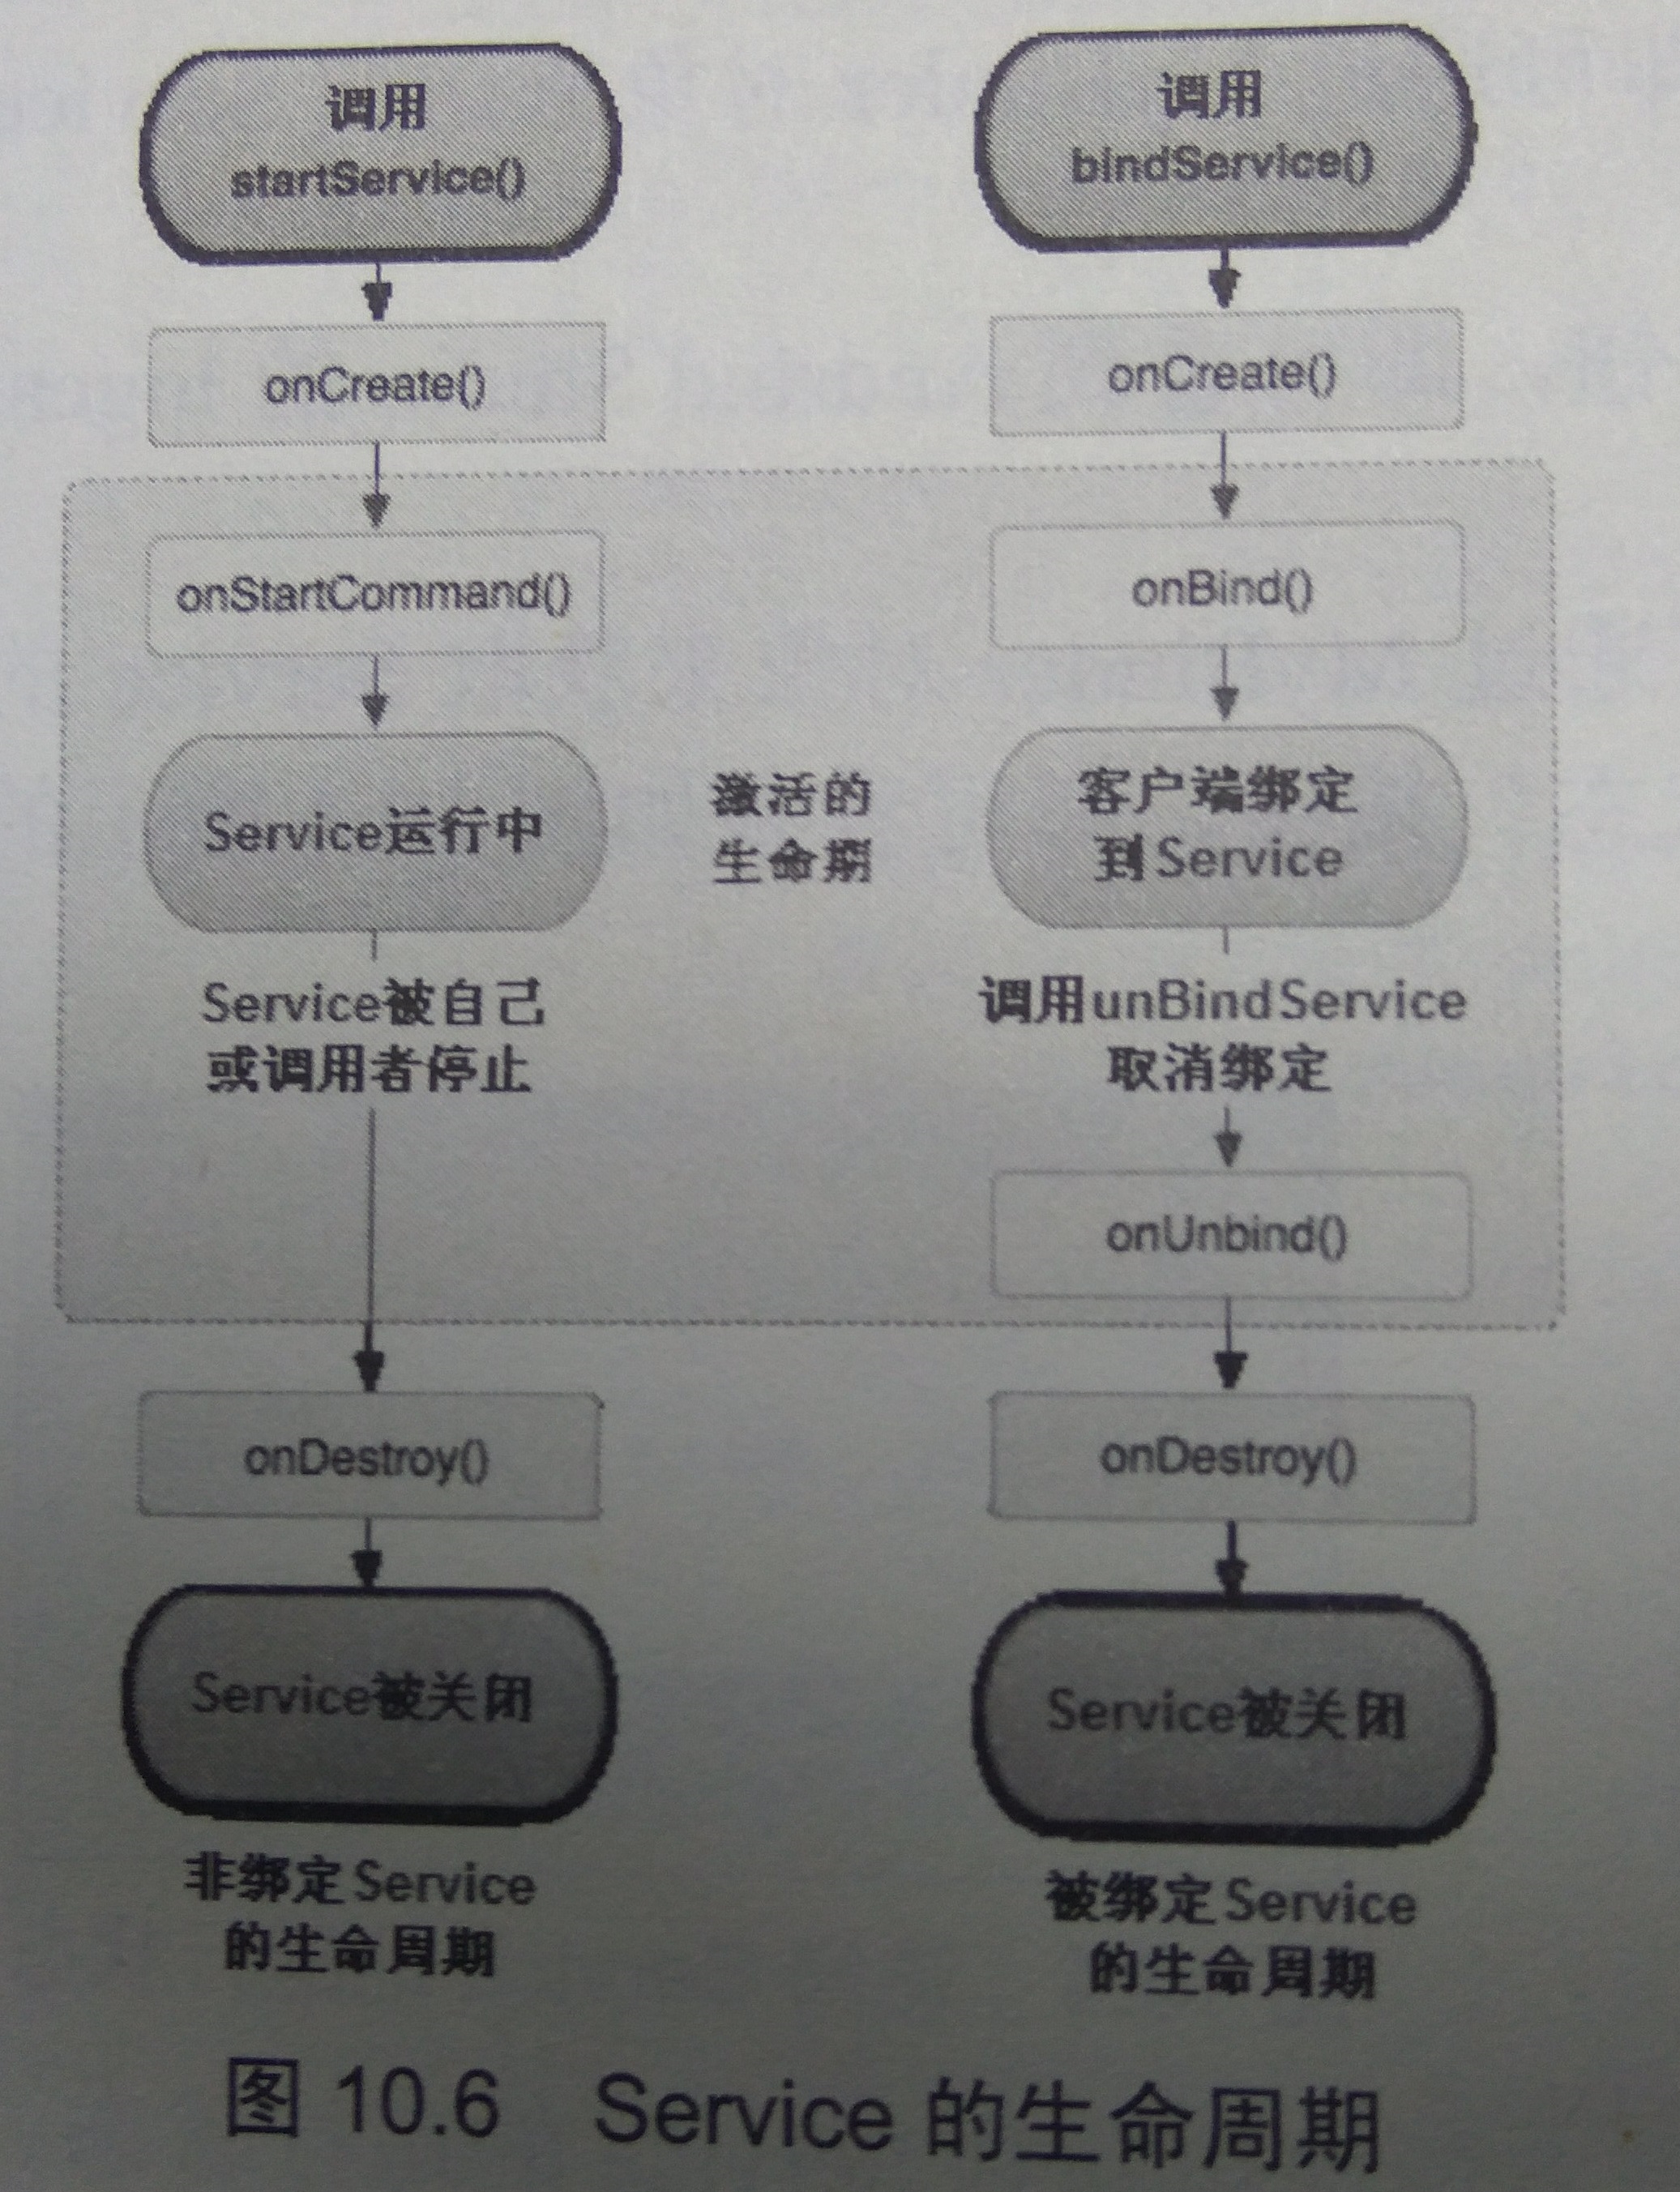 调用
startService()
onCreate()
onStartCommand()
Service运行中
Service被自己
或调用者停止
onDestroy()
Service被关闭
非绑定Service
的生命周期
激活的
生命期
调用
bindService()
onCreate()
onBind()
客户端绑定
到Service
调用unBindService
取消绑定
onUnbind()
onDestroy()
Service被关闭
被绑定Service
的生命周期
图 10.6 Service 的生命周期